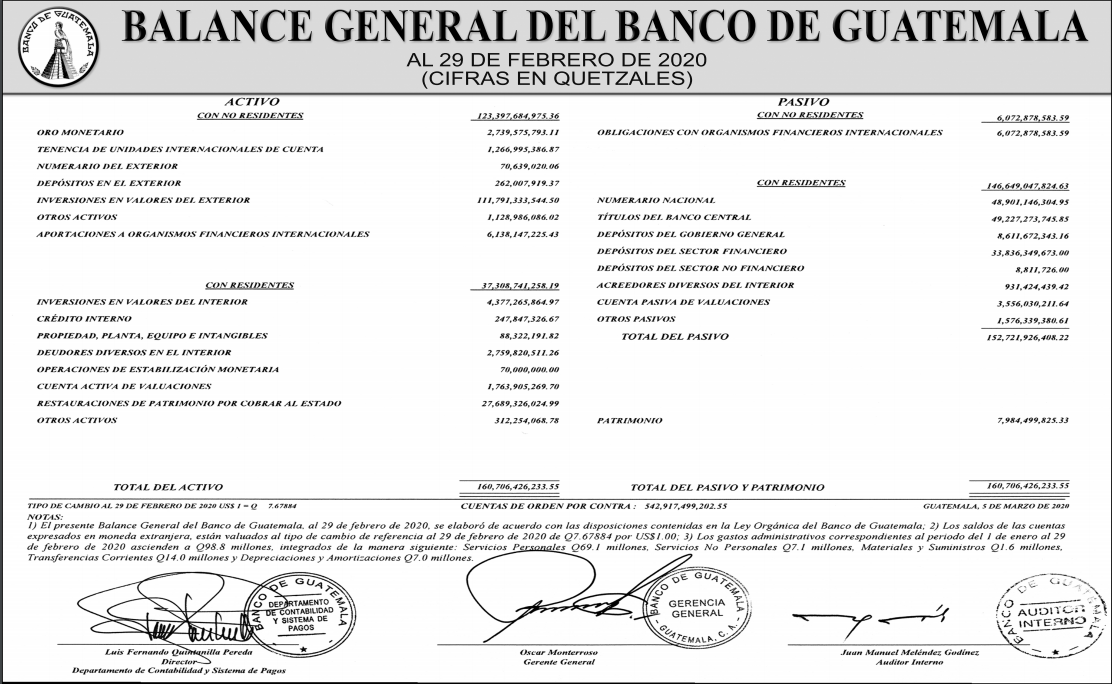 BANCO DE GUATEMALA
BALANCE GENERAL DEL BANCO DE GUATEMALA
AL 29 DE FEBRERO DE 2020
(CIFRAS EN QUETZALES)
ACTIVO
CON NO RESIDENTES 123,397,684,975.36
ORO MONETARIO 2,739,575,793.11
TENENCIA DE UNIDADES INTERNACIONALES DE CUENTA 1,266,995,386.87
NUMERARIO DEL EXTERIOR 70,639,020.06
DEPÓSITOS EN EL EXTERIOR 262,007,919.37
INVERSIONES EN VALORES DEL EXTERIOR 111,791,333,544.50
OTROS ACTIVOS 1,128,986,086.02
APORTACIONES A ORGANISMOS FINANCIEROS INTERNACIONALES 6,138,147,225.43
CON RESIDENTES 37,308,741,258.19
INVERSIONES EN VALORES DEL INTERIOR 4,377,265,864.97
CRÉDITO INTERNO 247,847,326.67
PROPIEDAD, PLANTA, EQUIPO E INTANGIBLES 88,322,191.82
DEUDORES DIVERSOS EN EL INTERIOR 2,759,820,511.26
OPERACIONES DE ESTABILIZACIÓN MONETARIA 70,000,000.00
CUENTA ACTIVA DE VALUACIONES 1,763,905,269.70
RESTAURACIONES DE PATRIMONIO POR COBRAR AL ESTADO 27,689,326,024.99
OTROS ACTIVOS 312,254,068.78
TOTAL DEL ACTIVO 160,706,426,233.55
PASIVO
CON NO RESIDENTES 6,072,878,583.59
OBLIGACIONES CON ORGANISMOS FINANCIEROS INTERNACIONALES 6,072,878,583.59
CON RESIDENTES 146,649,047,824.63
NUMERARIO NACIONAL 48,901,146,304.95
TÍTULOS DEL BANCO CENTRAL 49,227,273,745.85
DEPÓSITOS DEL GOBIERNO GENERAL 8,611,672,343.16
DEPÓSITOS DEL SECTOR FINANCIERO 33,836,349,673.00
DEPÓSITOS DEL SECTOR NO FINANCIERO 8,811,726.00
ACREEDORES DIVERSOS DEL INTERIOR 931,424,439.42
CUENTA PASIVA DE VALUACIONES 3,556,030,211.64
OTROS PASIVOS 1,576,339,380.61
TOTAL DEL PASIVO 152,721,926,408.22
PATRIMONIO 7,984,499,825.33
TOTAL DEL PASIVO Y PATRIMONIO 160,706,426,233.55
TIPO DE CAMBIO AL 29 DE FEBRERO DE 2020 US$ 1 = Q 7.67884 CUENTAS DE ORDEN POR CONTRA : 542,917,499,202.55 GUATEMALA, 5 DE MARZO DE 2020
NOTAS:
1) El presente Balance General del Banco de Guatemala, al 29 de febrero de 2020, se elaboró de acuerdo con las disposiciones contenidas en la Ley Orgánica del Banco de Guatemala; 2) Los saldos de las cuentas
expresados en moneda extranjera, están valuados al tipo de cambio de referencia al 29 de febrero de 2020 de Q7.67884 por US$1.00; 3) Los gastos administrativos correspondientes al periodo del 1 de enero al 29
de febrero de 2020 ascienden a Q98.8 millones, integrados de la manera siguiente: Servicios Personales Q69.1 millones, Servicios No Personales Q7.1 millones, Materiales y Suministros Q1.6 millones,
Transferencias Corrientes Q14.0 millones y Depreciaciones y Amortizaciones Q7.0 millones.
BANCO DE GUATEMALA
DEPARTAMENTO
DE CONTABILIDAD
Y SISTEMA DE
PAGOS
Luis Fernando Quintanilla Pereda
Director
Departamento de Contabilidad y Sistema de Pagos
BANCO DE GUATEMALA
GERENCIA
GENERAL
GUATEMALA, C. A.
Oscar Monterroso
Gerente General
BANCO DE GUATEMALA
AUDITOR
INTERNO
Juan Manuel Meléndez Godínez
Auditor Interno